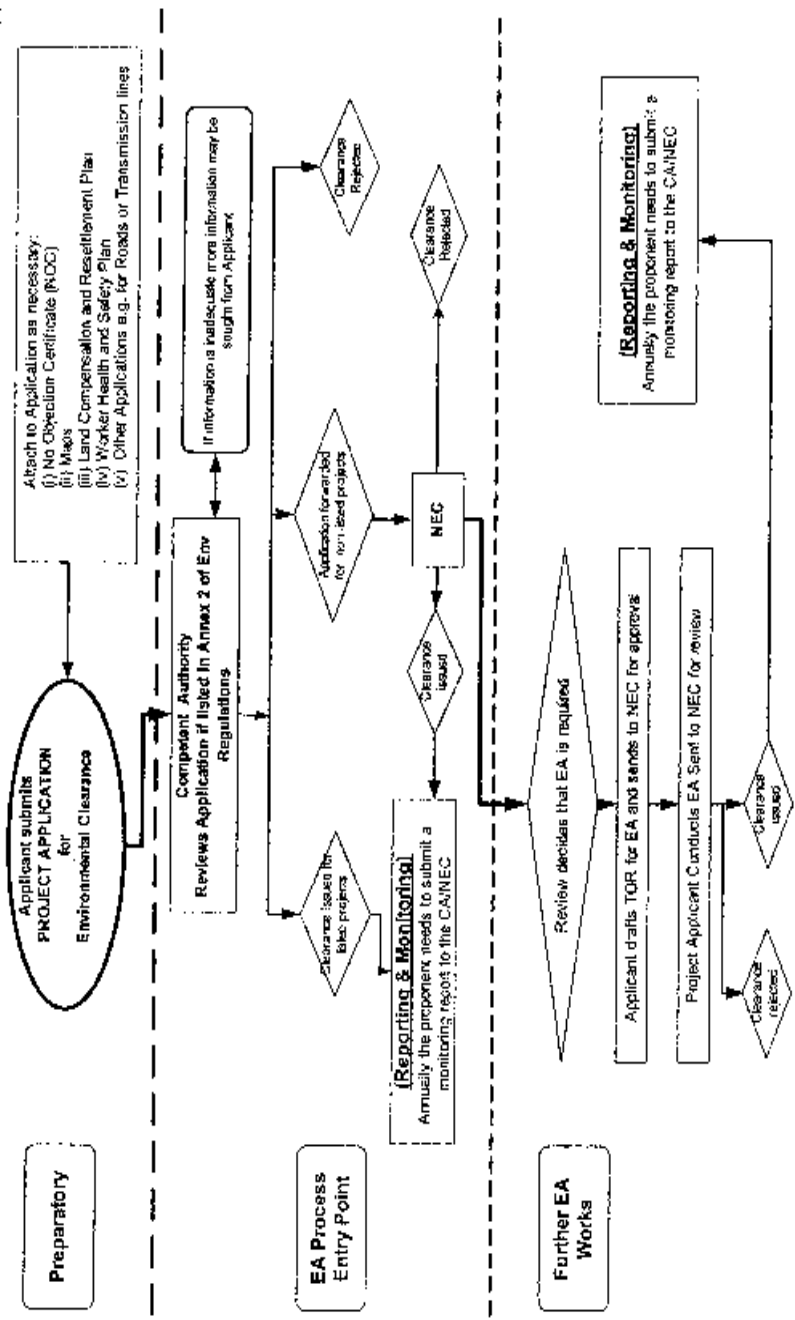 Preparatory
Applicant submits
PROJECT APPLICATION
for
Environmental Clearance
Attach to Application as necessary:
(i) No Objection Certificate (NOC)
(ii) Maps
(iii) Land Compensation and Resettlement Plan
(iv) Worker Health and Safety Plan
(v) Other Applications e.g. for Roads or Transmission lines
EA Process
Entry Point
Competent Authority
Reviews Application if listed in Annex 2 of Env
Regulations
If information is inadequate more information may be
sought from Applicant
Clearance issued for
listed projects
Application forwarded
for non-listed projects
Clearance
Rejected
(Reporting & Monitoring)
Annually the proponent needs to submit a
monitoring report to the CA/NEC
Clearance
issued
NEC
Clearance
Rejected
Further EA
Works
Review decides that EA is required
Applicant drafts TOR for EA and sends to NEC for approval
Project Applicant Conducts EA Sent to NEC for review
Clearance
rejected
Clearance
issued
(Reporting & Monitoring)
Annually the proponent needs to submit a
monitoring report to the CA/NEC